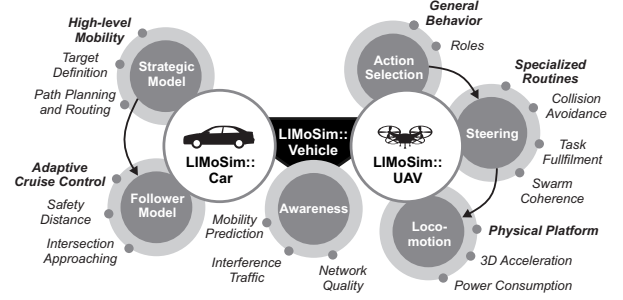 High-level
Mobility
Target
Definition
Path Planning
and Routing
Strategic
Model
Adaptive
Cruise Control
Safety
Distance
Intersection
Approaching
Follower
Model
LIMoSim::
Car
LIMoSim::
Vehicle
LIMoSim::
UAV
Awareness
Mobility
Prediction
Interference
Traffic
Network
Quality
General
Behavior
Roles
Action
Selection
Specialized
Routines
Collision
Avoidance
Task
Fullfilment
Swarm
Coherence
Steering
Loco-
motion
Physical Platform
3D Acceleration
Power Consumption